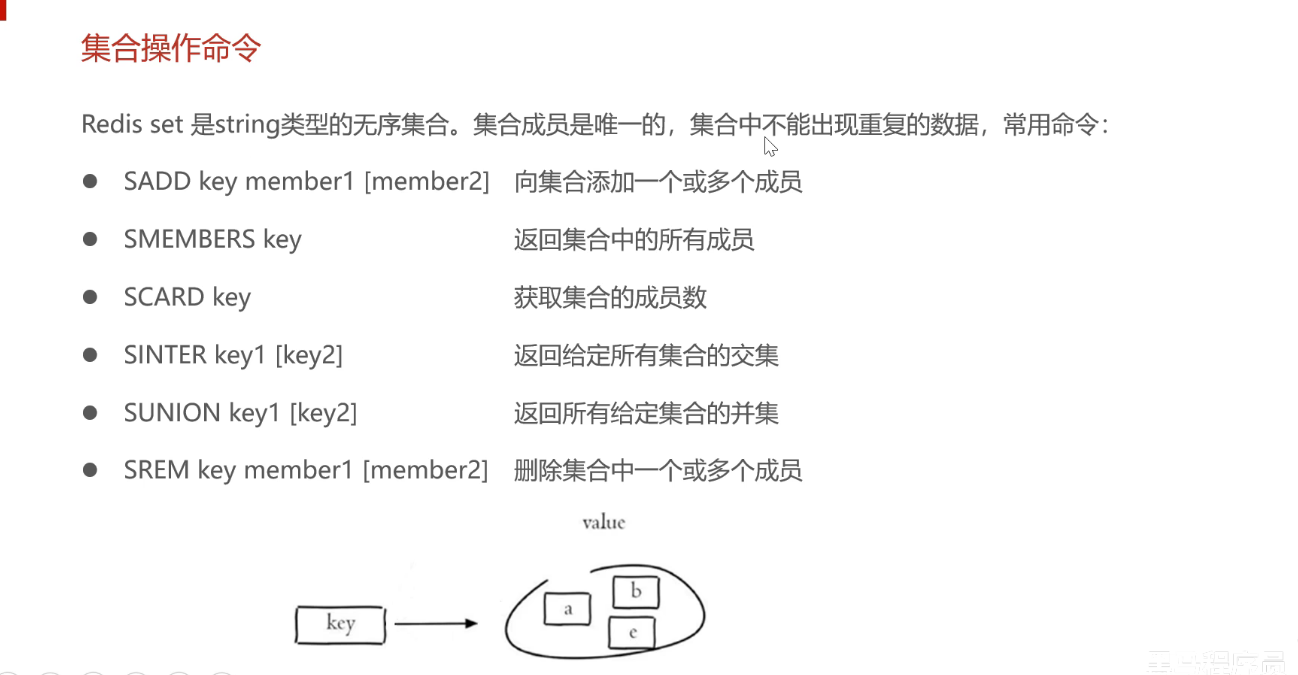 集合操作命令
Redis set 是string类型的无序集合。集合成员是唯一的，集合中不能出现重复的数据，常用命令：
● SADD key member1 [member2] 向集合添加一个或多个成员
● SMEMBERS key 返回集合中的所有成员
● SCARD key 获取集合的成员数
● SINTER key1 [key2] 返回给定所有集合的交集
● SUNION key1 [key2] 返回所有给定集合的并集
● SREM key member1 [member2] 删除集合中一个或多个成员
value
b
a
key
e